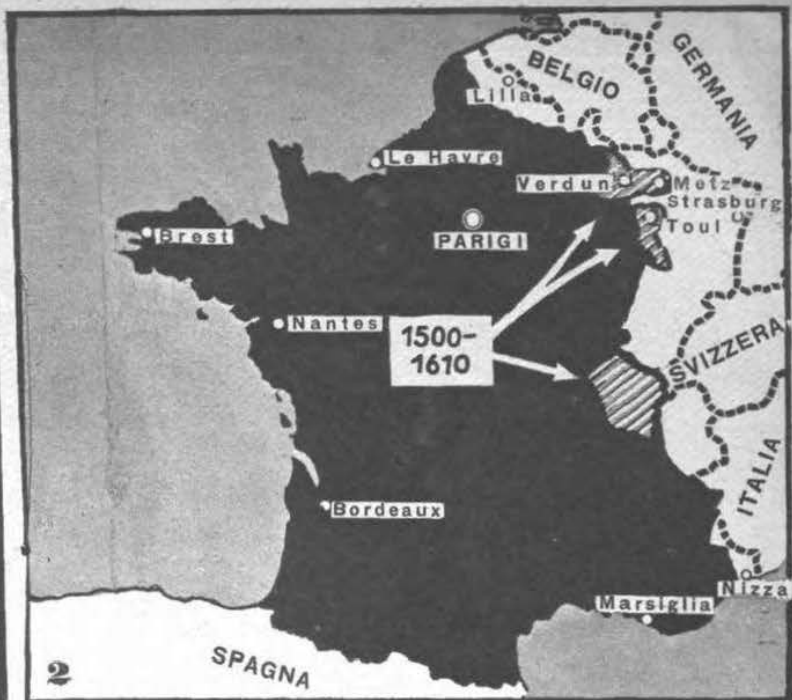 GERMANIA
BELGIO
Lilla
Le Havre
Verdun
Metz
Strasburg
Toul
Brest
PARIGI
Nantes
1500-
1610
SVIZZERA
ITALIA
Bordeaux
Nizza
Marsiglia
SPAGNA
2